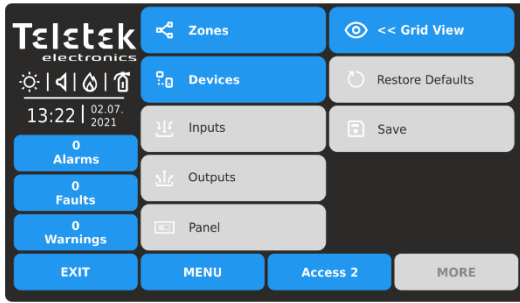 Teletek
electronics
13:22 02.07.
2021
0
Alarms
0
Faults
0
Warnings
Zones
Devices
Inputs
Outputs
Panel
<< Grid View
Restore Defaults
Save
EXIT
MENU
Access 2
MORE